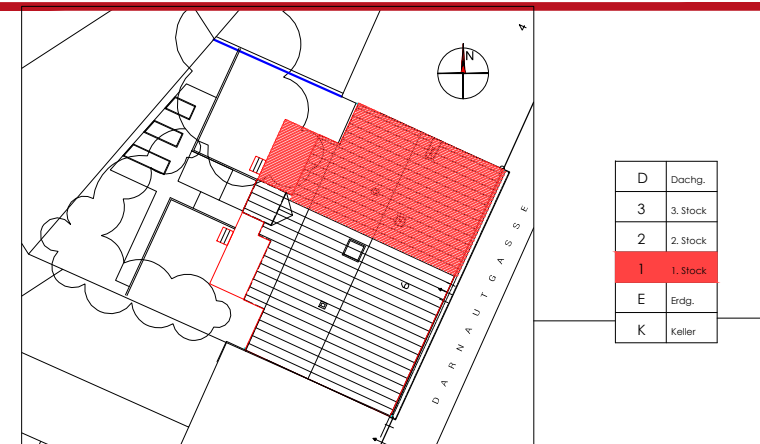 4
N
6
DARNAUTGASSE
D Dachg.
3 3. Stock
2 2. Stock
1 1. Stock
E Erdg.
K Keller